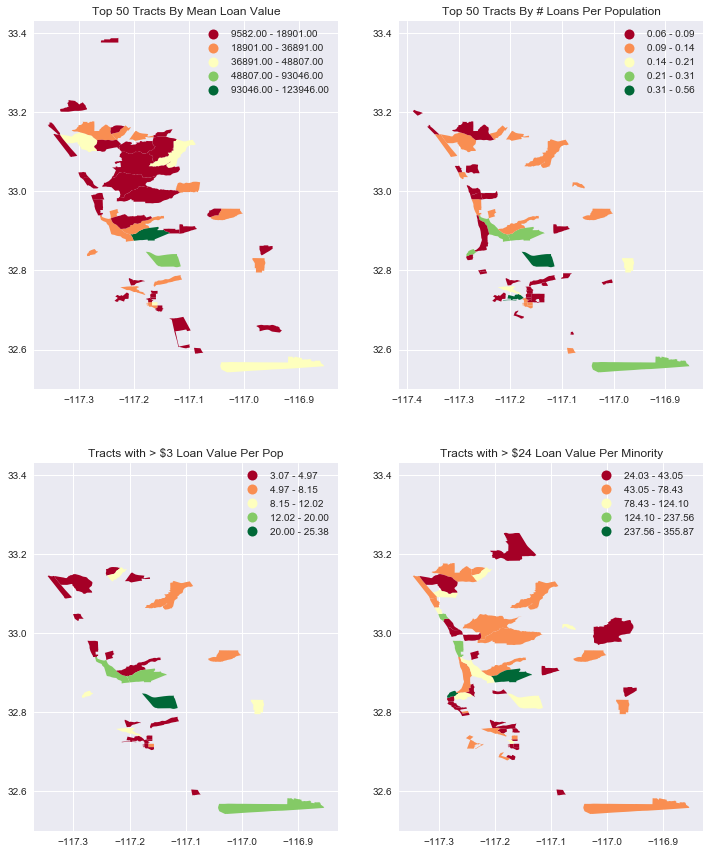 Top 50 Tracts By Mean Loan Value
33.4
33.2
33.0
32.8
32.6
9582.00 - 18901.00
18901.00 - 36891.00
36891.00 - 48807.00
48807.00 - 93046.00
93046.00 - 123946.00
−117.3
−117.2
−117.1
−117.0
−116.9
Top 50 Tracts By # Loans Per Population
33.4
33.2
33.0
32.8
32.6
0.06 - 0.09
0.09 - 0.14
0.14 - 0.21
0.21 - 0.31
0.31 - 0.56
−117.4
−117.3
−117.2
−117.1
−117.0
−116.9
Tracts with > $3 Loan Value Per Pop
33.4
33.2
33.0
32.8
32.6
3.07 - 4.97
4.97 - 8.15
8.15 - 12.02
12.02 - 20.00
20.00 - 25.38
−117.3
−117.2
−117.1
−117.0
−116.9
Tracts with > $24 Loan Value Per Minority
33.4
33.2
33.0
32.8
32.6
24.03 - 43.05
43.05 - 78.43
78.43 - 124.10
124.10 - 237.56
237.56 - 355.87
−117.3
−117.2
−117.1
−117.0
−116.9